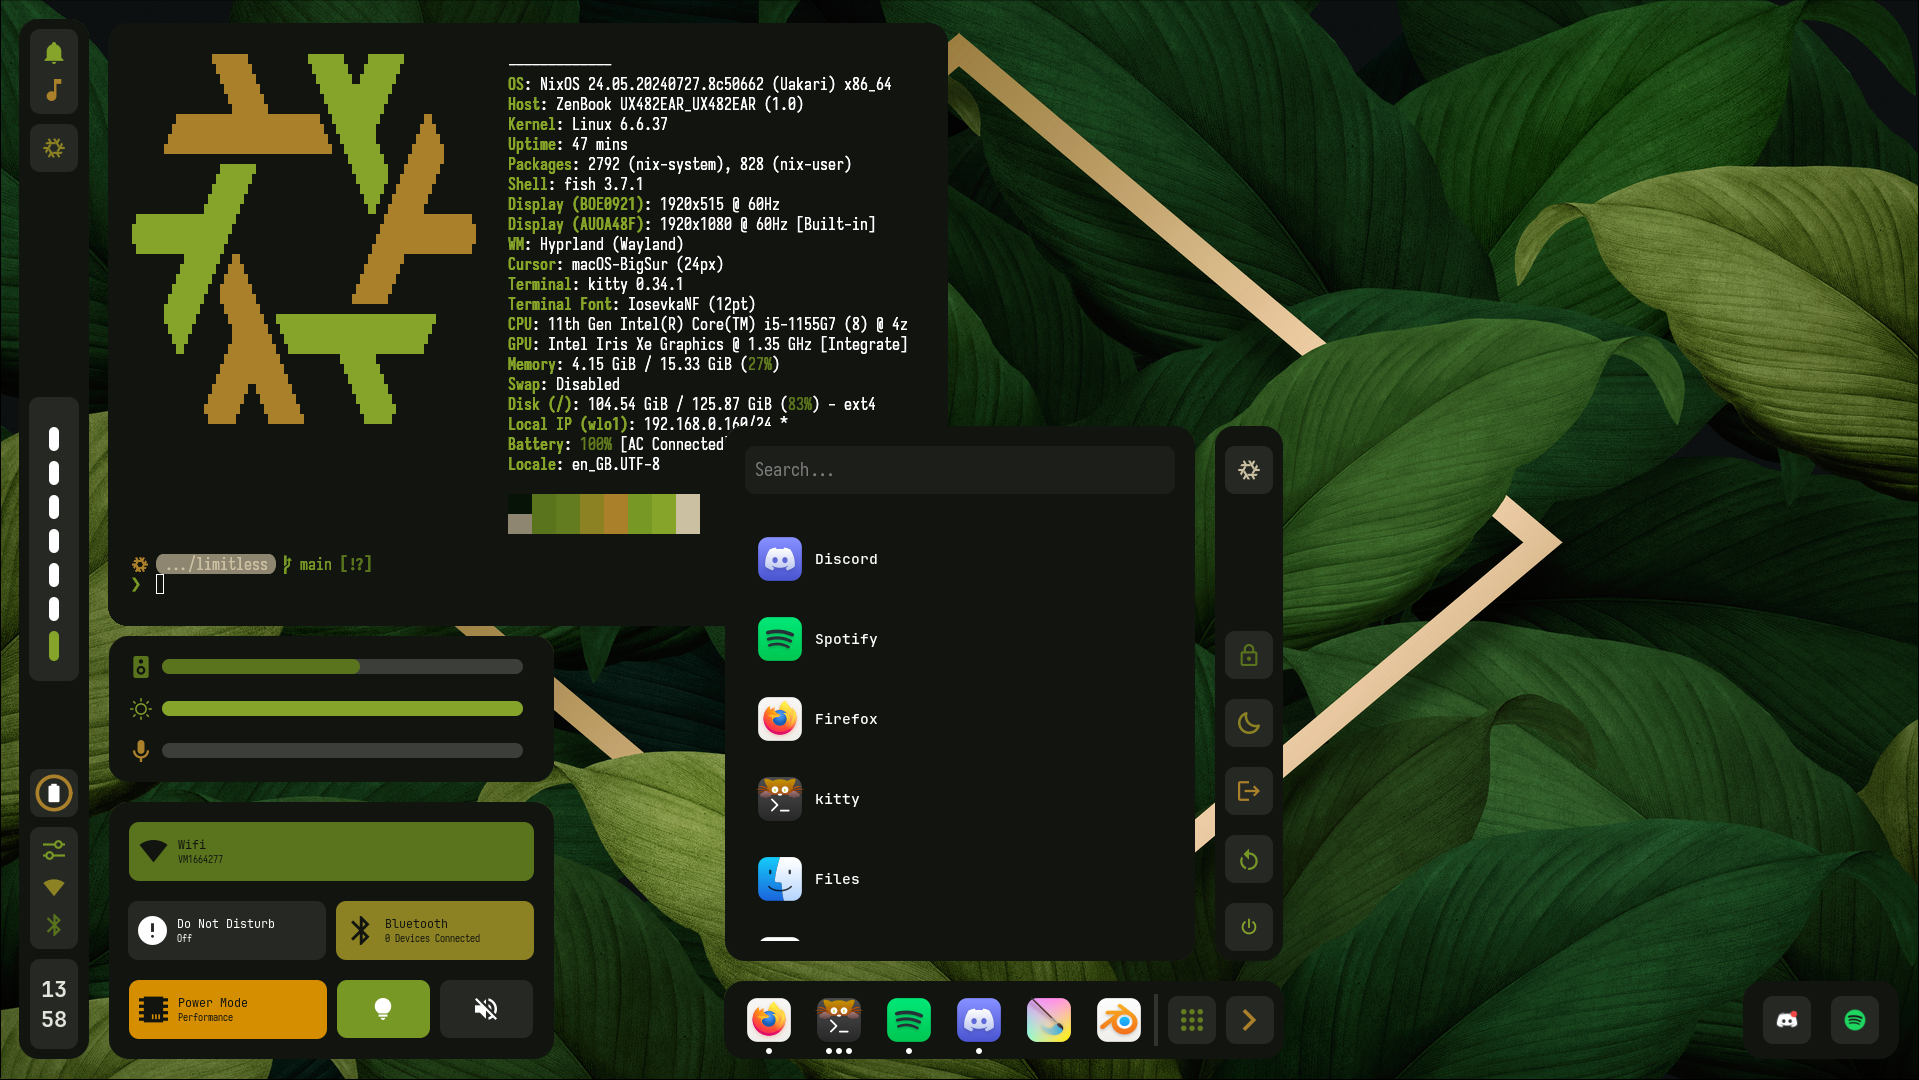 OS: NixOS 24.05.20240727.8c50662 (Uakari) x86_64
Host: ZenBook UX482EAR_UX482EAR (1.0)
Kernel: Linux 6.6.37
Uptime: 47 mins
Packages: 2792 (nix-system), 828 (nix-user)
Shell: fish 3.7.1
Display (BOE0921): 1920x515 @ 60Hz
Display (AUOA48F): 1920x1080 @ 60Hz [Built-in]
WM: Hyprland (Wayland)
Cursor: macOS-BigSur (24px)
Terminal: kitty 0.34.1
Terminal Font: IosevkaNF (12pt)
CPU: 11th Gen Intel(R) Core(TM) i5-1155G7 (8) @ 4z
GPU: Intel Iris Xe Graphics @ 1.35 GHz [Integrate]
Memory: 4.15 GiB / 15.33 GiB (27%)
Swap: Disabled
Disk (/): 104.54 GiB / 125.87 GiB (83%) - ext4
Local IP (wlo1): 192.168.0.160/24 *
Battery: 100% [AC Connected]
Locale: en_GB.UTF-8
.../limitless main [!?]
❯
Search...
Discord
Spotify
Firefox
kitty
Files
Wifi
VM1664277
Do Not Disturb
Off
Bluetooth
0 Devices Connected
Power Mode
Performance
13
58